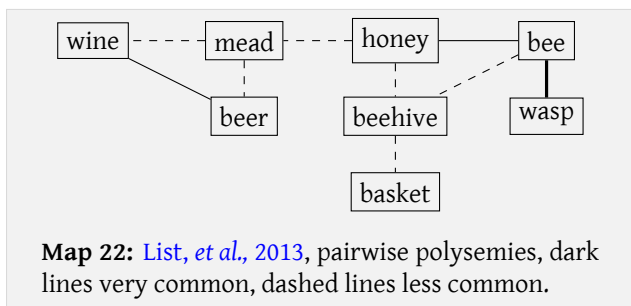 wine mead honey bee
beer beehive wasp
basket
Map 22: List, et al., 2013, pairwise polysemies, dark
lines very common, dashed lines less common.